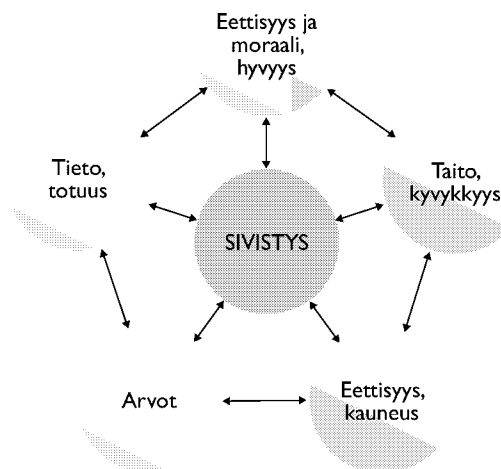 Eettisyys ja
moraali,
hyvyys
Tieto,
totuus
Taito,
kyvykkyys
SIVISTYS
Arvot
Eettisyys,
kauneus